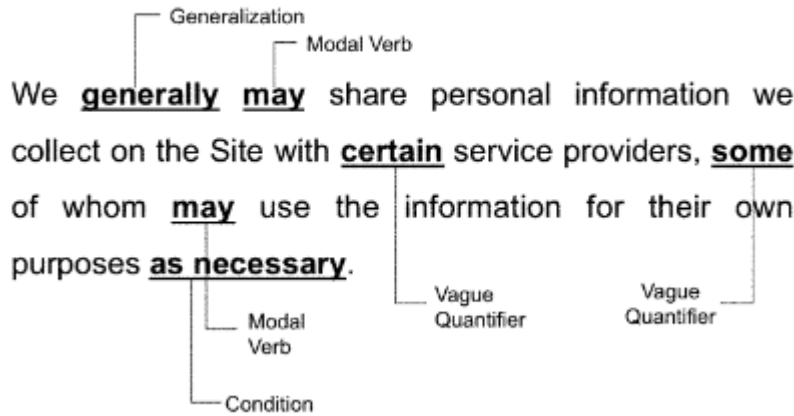 Generalization
Modal Verb
We generally may share personal information we
collect on the Site with certain service providers, some
of whom may use the information for their own
purposes as necessary.
Vague
Quantifier
Vague
Quantifier
Modal
Verb
Condition